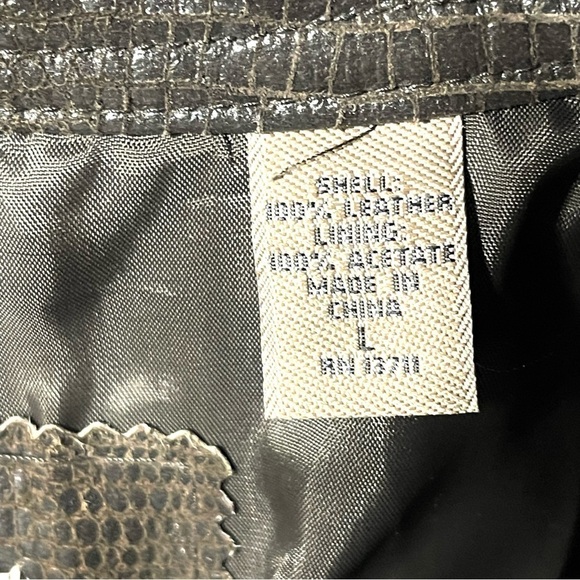 SHELL:
100% LEATHER
LINING:
100% ACETATE
MADE IN
CHINA
L
RN 13711